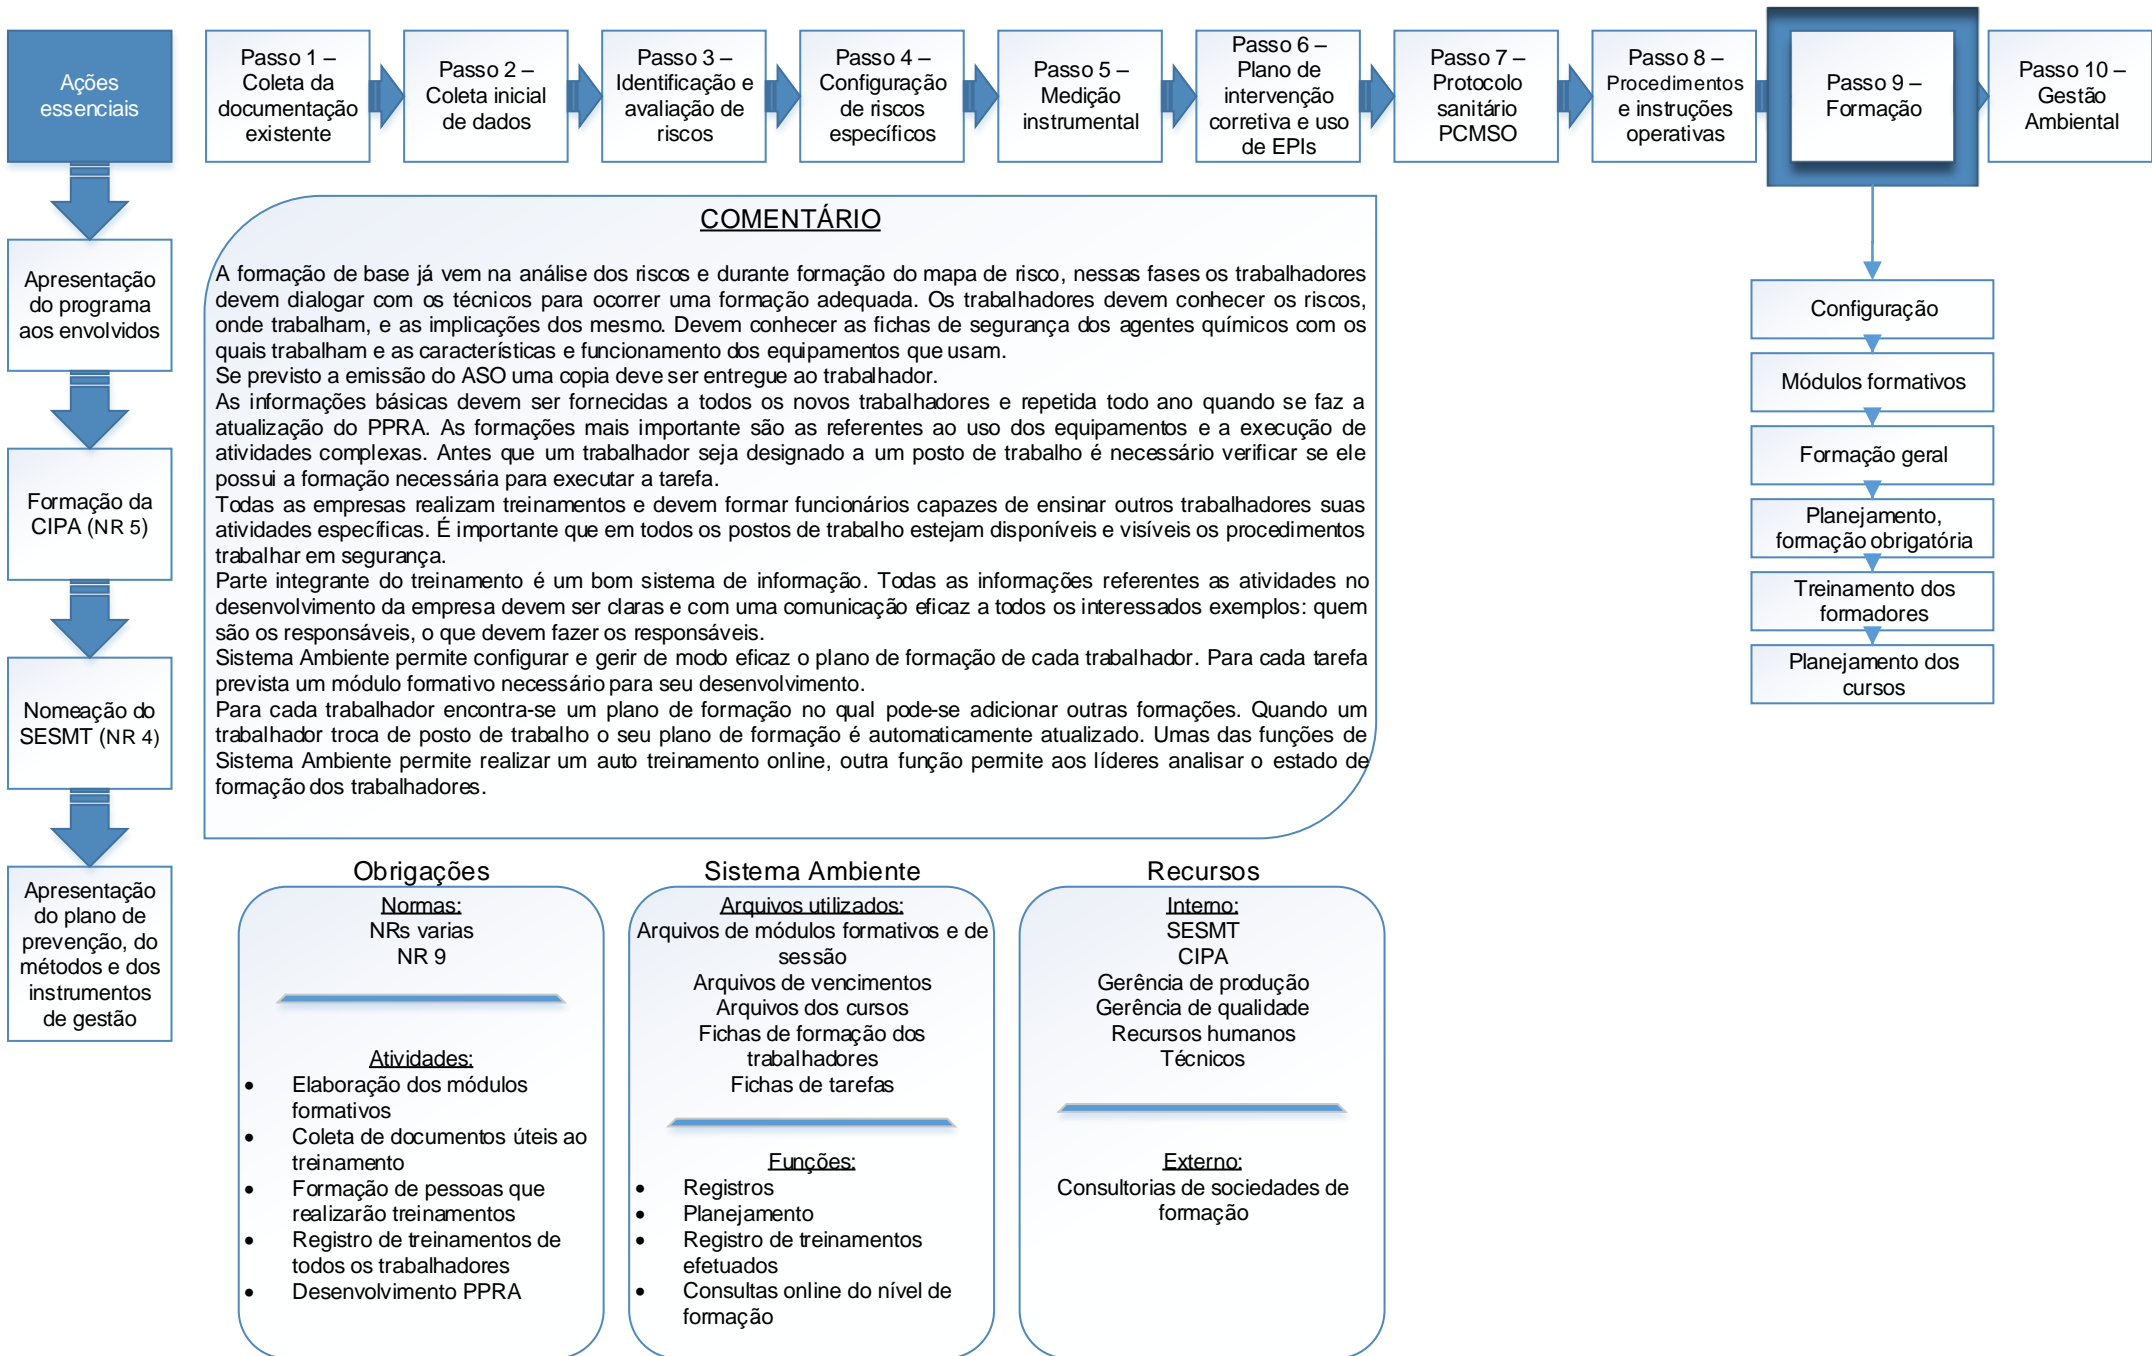 Ações
essenciais
Passo 1 –
Coleta da
documentação
existente
Passo 2 –
Coleta inicial
de dados
Passo 3 –
Identificação e
avaliação de
riscos
Passo 4 –
Configuração
de riscos
específicos
Passo 5 –
Medição
instrumental
Passo 6 –
Plano de
intervenção
corretiva e uso
de EPIs
Passo 7 –
Protocolo
sanitário
PCMSO
Passo 8 –
Procedimentos
e instruções
operativas
Passo 9 –
Formação
Passo 10 –
Gestão
Ambiental
Apresentação
do programa
aos envolvidos
Formação da
CIPA (NR 5)
Nomeação do
SESMT (NR 4)
Apresentação
do plano de
prevenção, do
métodos e dos
instrumentos
de gestão
COMENTÁRIO
A formação de base já vem na análise dos riscos e durante formação do mapa de risco, nessas fases os trabalhadores
devem dialogar com os técnicos para ocorrer uma formação adequada. Os trabalhadores devem conhecer os riscos,
onde trabalham, e as implicações dos mesmo. Devem conhecer as fichas de segurança dos agentes químicos com os
quais trabalham e as características e funcionamento dos equipamentos que usam.
Se previsto a emissão do ASO uma copia deve ser entregue ao trabalhador.
As informações básicas devem ser fornecidas a todos os novos trabalhadores e repetida todo ano quando se faz a
atualização do PPRA. As formações mais importante são as referentes ao uso dos equipamentos e a execução de
atividades complexas. Antes que um trabalhador seja designado a um posto de trabalho é necessário verificar se ele
possui a formação necessária para executar a tarefa.
Todas as empresas realizam treinamentos e devem formar funcionários capazes de ensinar outros trabalhadores suas
atividades específicas. É importante que em todos os postos de trabalho estejam disponíveis e visíveis os procedimentos
trabalhar em segurança.
Parte integrante do treinamento é um bom sistema de informação. Todas as informações referentes as atividades no
desenvolvimento da empresa devem ser claras e com uma comunicação eficaz a todos os interessados exemplos: quem
são os responsáveis, o que devem fazer os responsáveis.
Sistema Ambiente permite configurar e gerir de modo eficaz o plano de formação de cada trabalhador. Para cada tarefa
prevista um módulo formativo necessário para seu desenvolvimento.
Para cada trabalhador encontra-se um plano de formação no qual pode-se adicionar outras formações. Quando um
trabalhador troca de posto de trabalho o seu plano de formação é automaticamente atualizado. Umas das funções de
Sistema Ambiente permite realizar um auto treinamento online, outra função permite aos líderes analisar o estado de
formação dos trabalhadores.
Configuração
Módulos formativos
Formação geral
Planejamento,
formação obrigatória
Treinamento dos
formadores
Planejamento dos
cursos
Obrigações
Normas:
NRs varias
NR 9
Atividades:
• Elaboração dos módulos
formativos
• Coleta de documentos úteis ao
treinamento
• Formação de pessoas que
realizarão treinamentos
• Registro de treinamentos de
todos os trabalhadores
• Desenvolvimento PPRA
Sistema Ambiente
Arquivos utilizados:
Arquivos de módulos formativos e de
sessão
Arquivos de vencimentos
Arquivos dos cursos
Fichas de formação dos
trabalhadores
Fichas de tarefas
Funções:
• Registros
• Planejamento
• Registro de treinamentos
efetuados
• Consultas online do nível de
formação
Recursos
Interno:
SESMT
CIPA
Gerência de produção
Gerência de qualidade
Recursos humanos
Técnicos
Externo:
Consultorias de sociedades de
formação